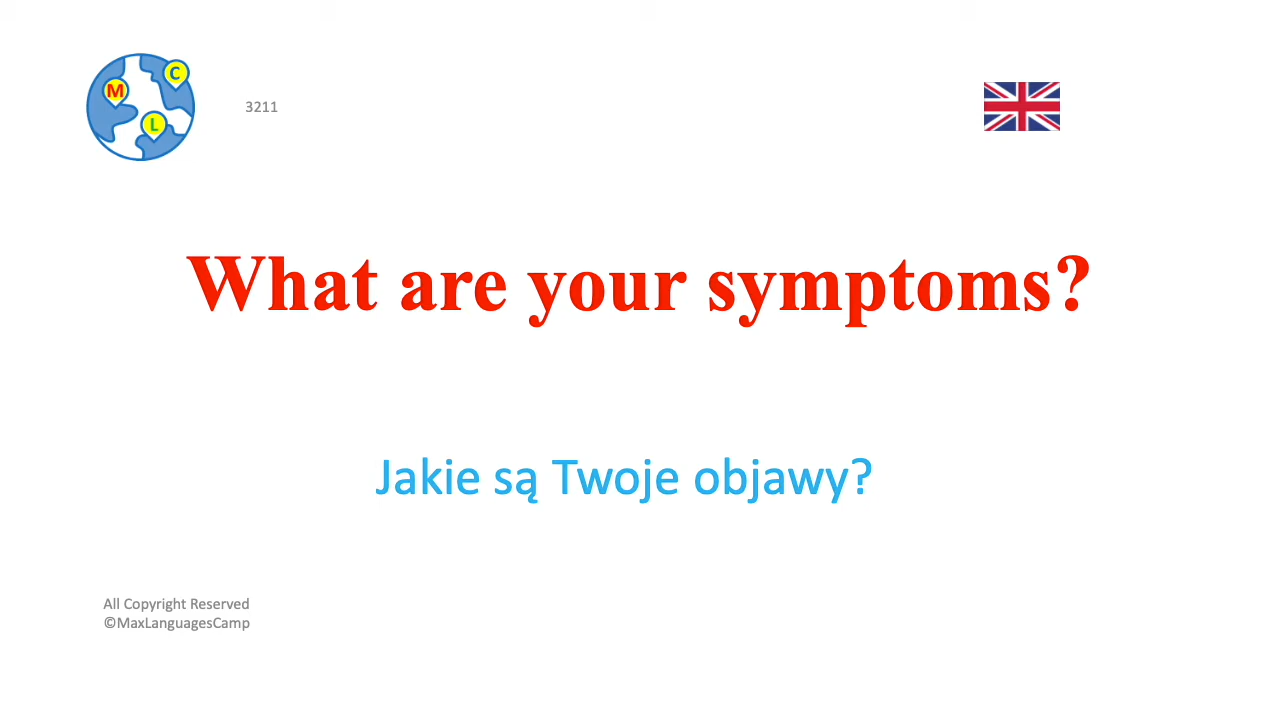 C
M
L
3211
What are your symptoms?
Jakie są Twoje objawy?
All Copyright Reserved
©MaxLanguagesCamp